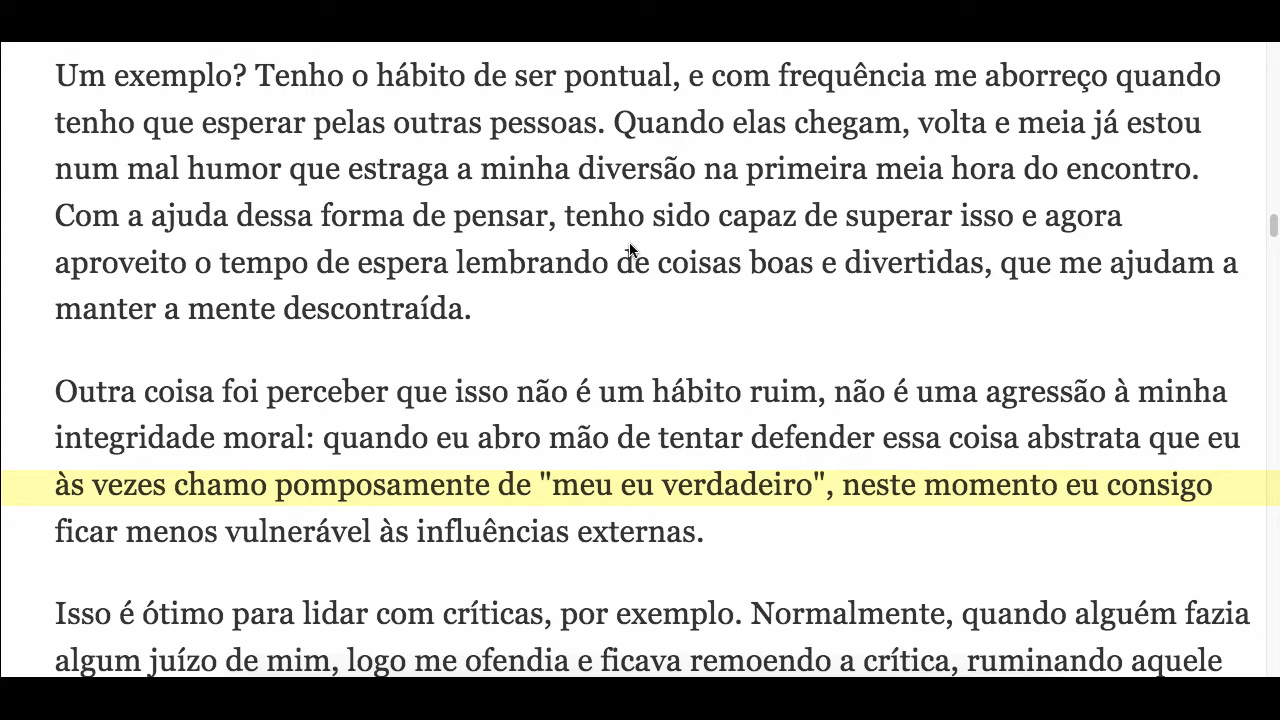 Um exemplo? Tenho o hábito de ser pontual, e com frequência me aborreço quando
tenho que esperar pelas outras pessoas. Quando elas chegam, volta e meia já estou
num mal humor que estraga a minha diversão na primeira meia hora do encontro.
Com a ajuda dessa forma de pensar, tenho sido capaz de superar isso e agora
aproveito o tempo de espera lembrando de coisas boas e divertidas, que me ajudam a
manter a mente descontraída.
Outra coisa foi perceber que isso não é um hábito ruim, não é uma agressão à minha
integridade moral: quando eu abro mão de tentar defender essa coisa abstrata que eu
às vezes chamo pomposamente de "meu eu verdadeiro", neste momento eu consigo
ficar menos vulnerável às influências externas.
Isso é ótimo para lidar com críticas, por exemplo. Normalmente, quando alguém fazia
algum juízo de mim, logo me ofendia e ficava remoendo a crítica, ruminando aquele